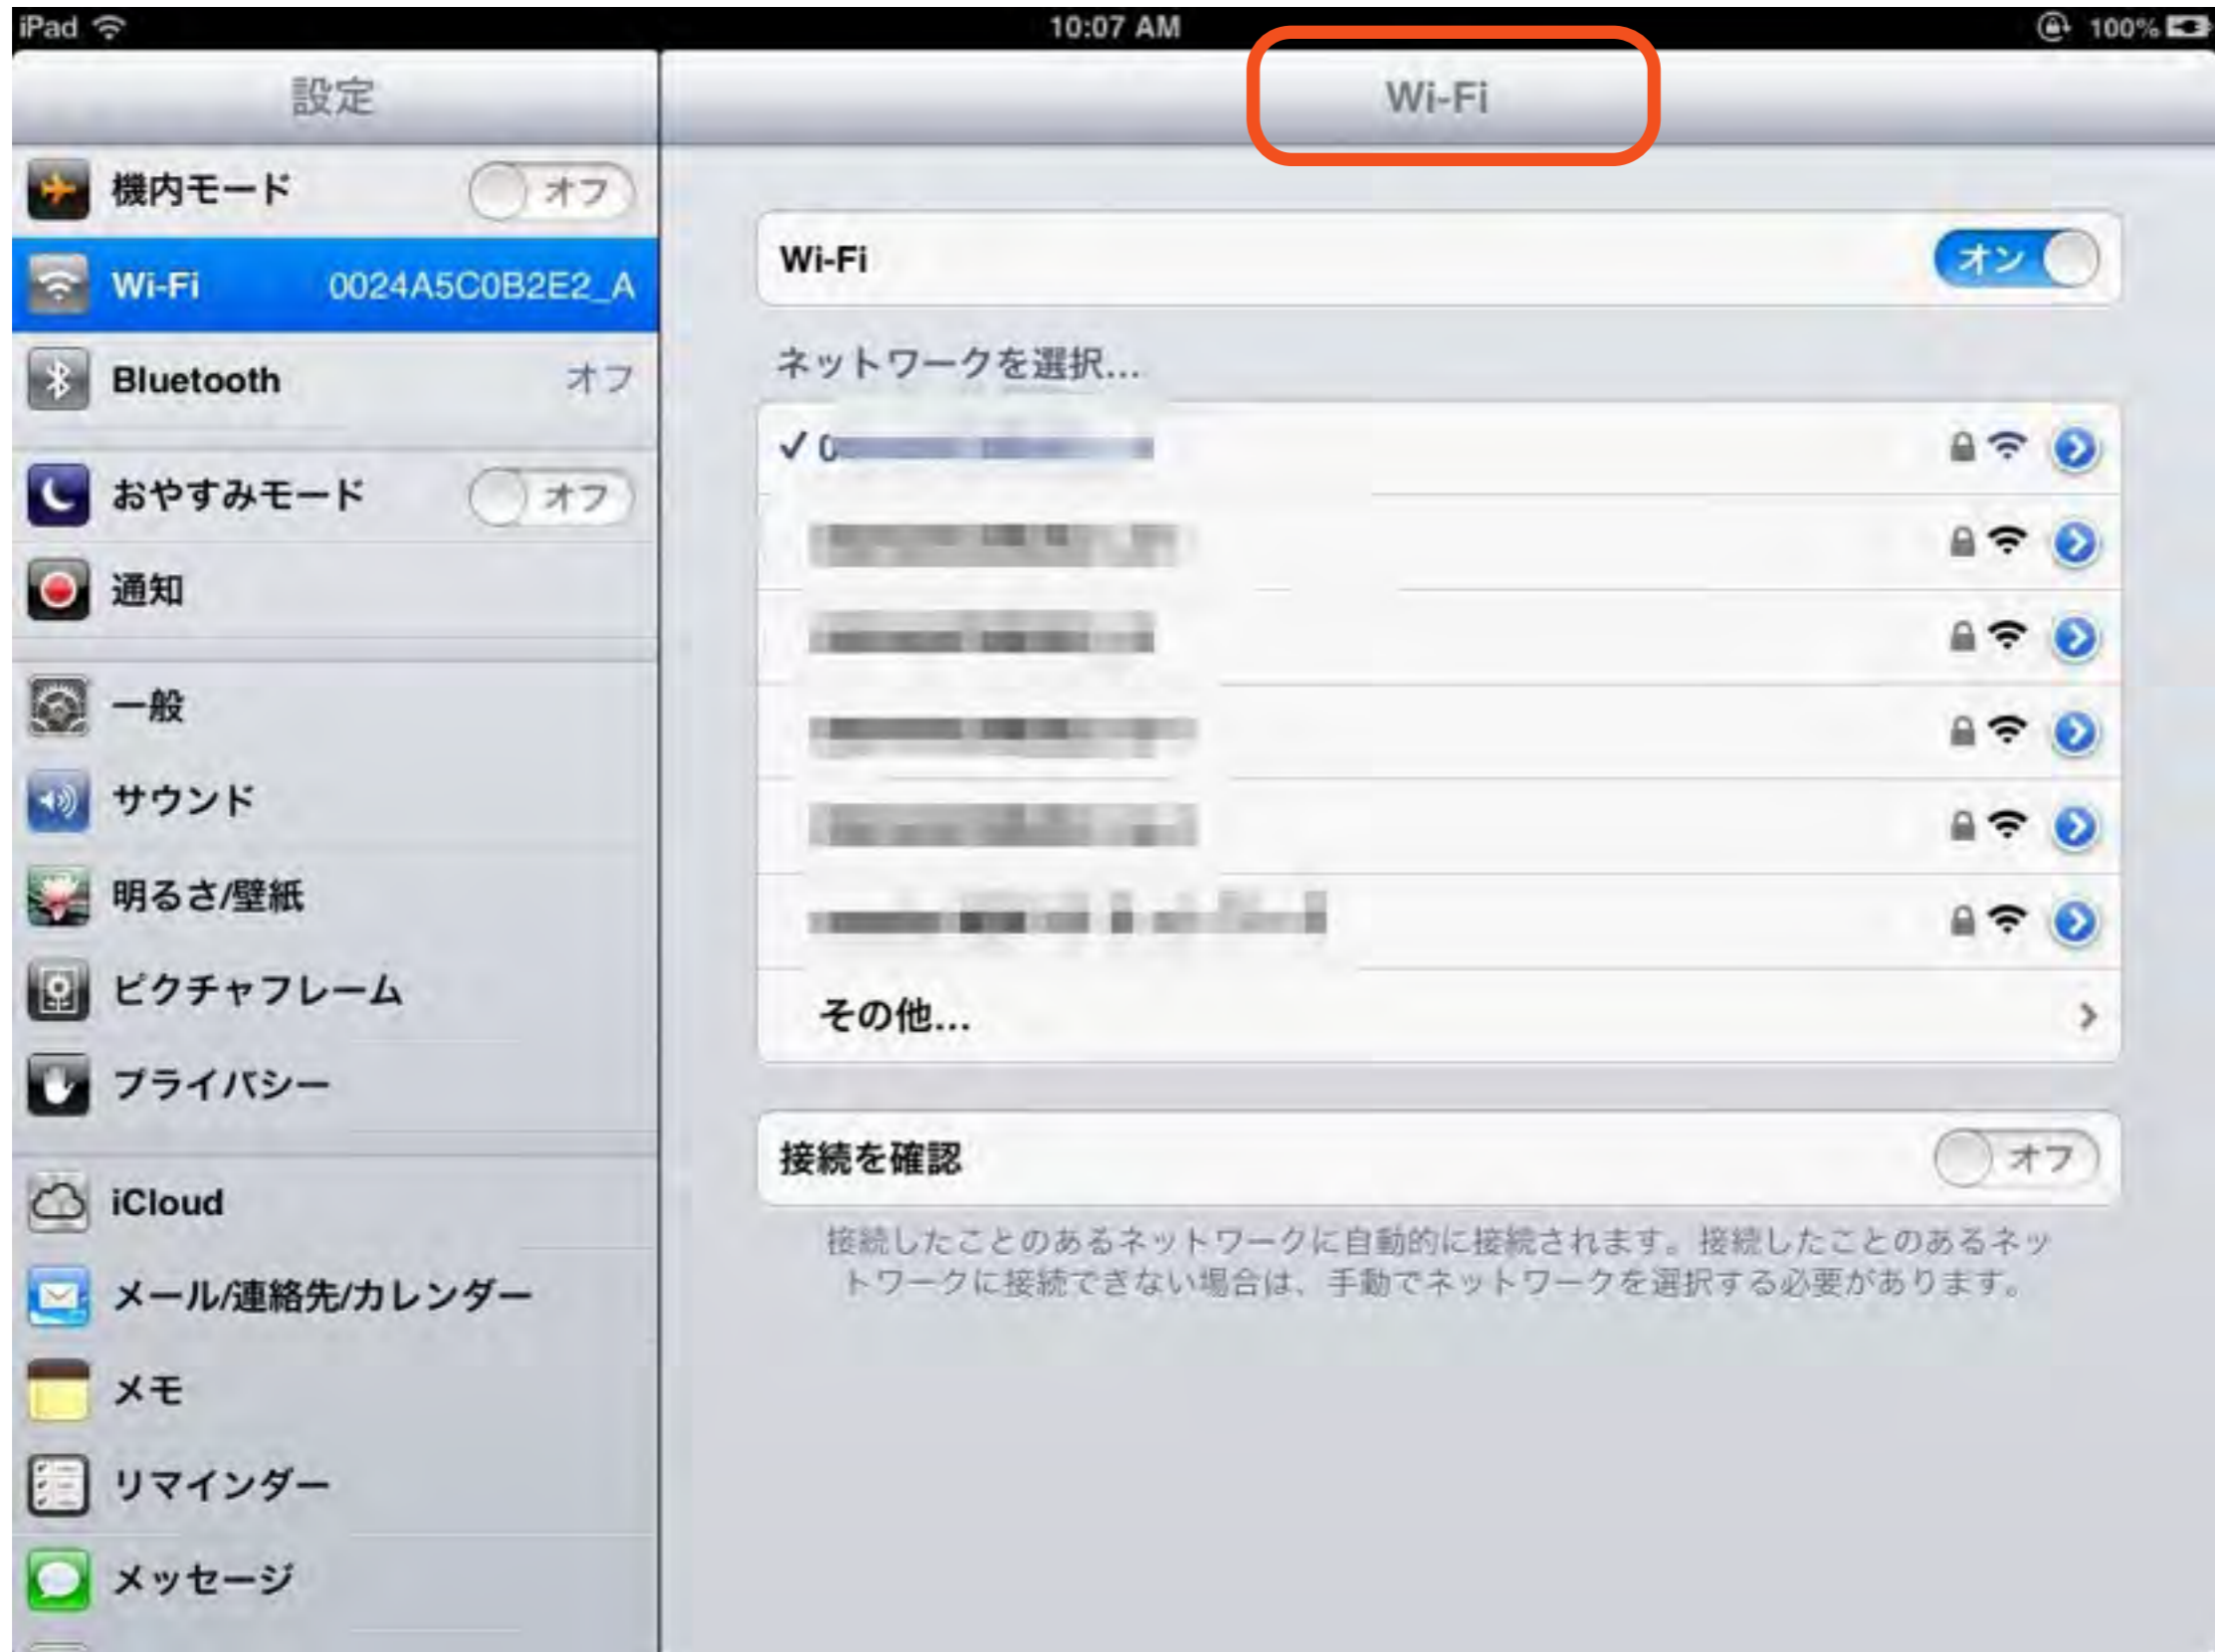 iPad
10:07 AM
100%
設定
Wi-Fi
機内モード オフ
Wi-Fi 0024A5C0B2E2_A
Bluetooth オフ
おやすみモード オフ
通知
一般
サウンド
明るさ/壁紙
ピクチャフレーム
プライバシー
iCloud
メール/連絡先/カレンダー
メモ
リマインダー
メッセージ
Wi-Fi オン
ネットワークを選択...
その他...
接続を確認 オフ
接続したことのあるネットワークに自動的に接続されます。接続したことのあるネッ
トワークに接続できない場合は、手動でネットワークを選択する必要があります。